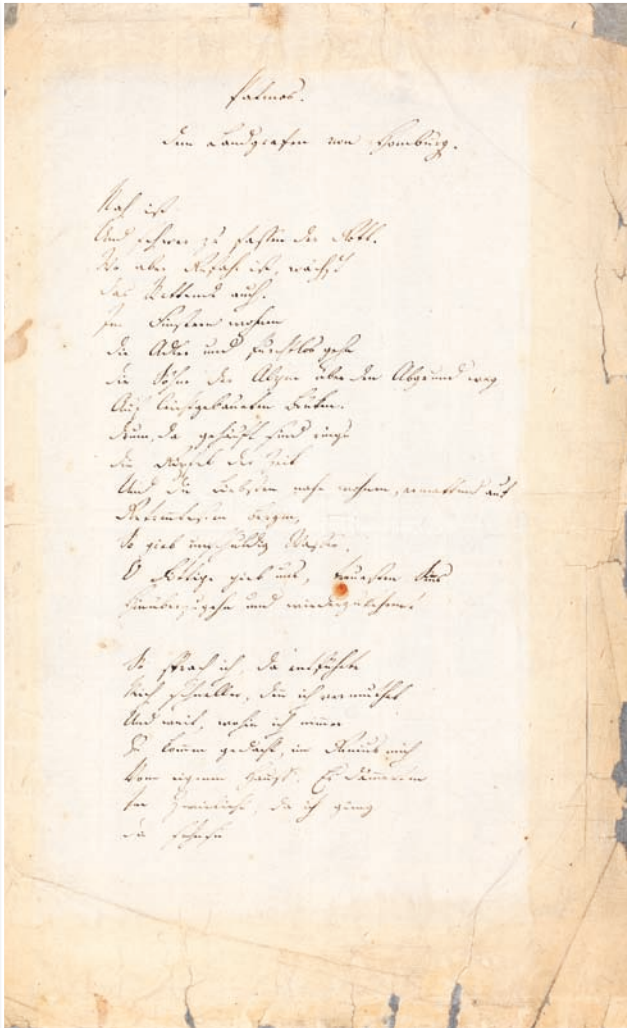 Patmos.
Dem Landgrafen von Homburg.
Nah ist
Und schwer zu fassen der Gott.
Wo aber Gefahr ist, wächst
Das Rettende auch.
Im Finstern wohnen
Die Adler und furchtlos gehn
Die Söhne der Alpen über den Abgrund weg
Auf leichtgebaueten Brüken.
Drum, da gehäuft sind rings
Die Gipfel der Zeit
Und die Liebsten nahe wohnen, ermattend auf
Getrenntesten Bergen,
So gieb unschuldig Wasser,
O Fittige gieb uns, treuesten Sinns
Hinüberzugehn und wiederzukehren.
So sprach ich, da entführte
Mich schneller, denn ich vermuthet
Und weit, wohin ich nimmer
Zu kommen gedacht, ein Genius mich
Vom eigenen Hauß. Es dämmerten
Im Zwielicht, da ich gieng